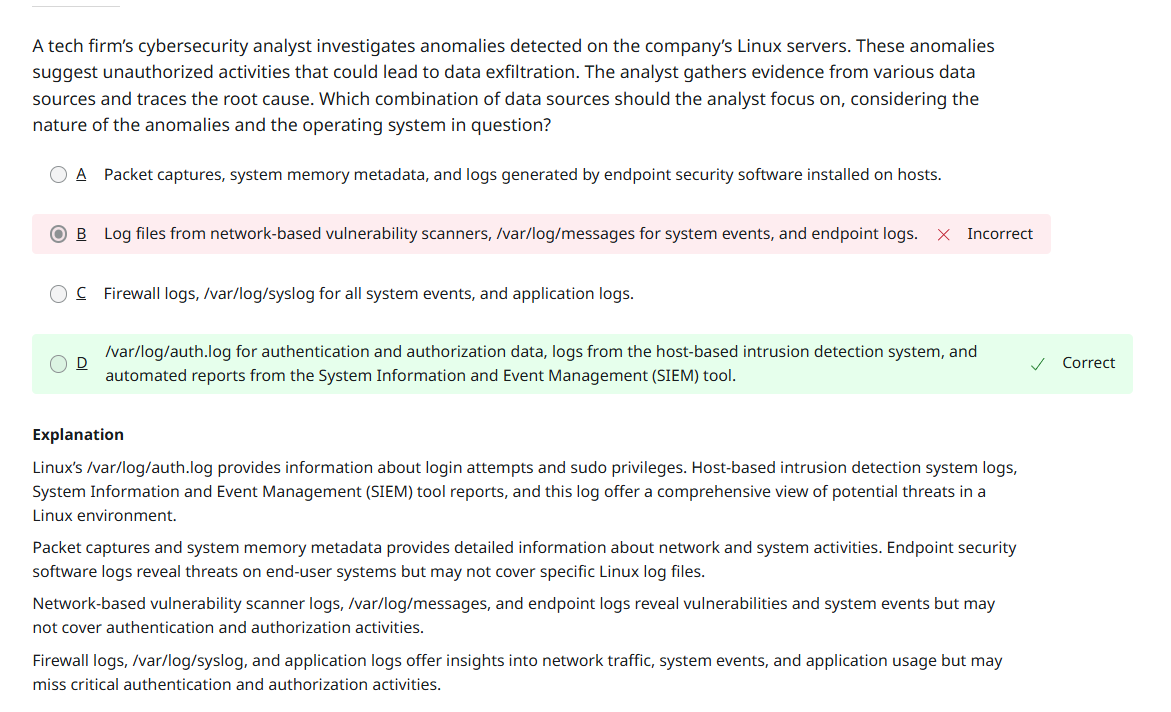 A tech firm’s cybersecurity analyst investigates anomalies detected on the company’s Linux servers. These anomalies
suggest unauthorized activities that could lead to data exfiltration. The analyst gathers evidence from various data
sources and traces the root cause. Which combination of data sources should the analyst focus on, considering the
nature of the anomalies and the operating system in question?
A Packet captures, system memory metadata, and logs generated by endpoint security software installed on hosts.
B Log files from network-based vulnerability scanners, /var/log/messages for system events, and endpoint logs. Incorrect
C Firewall logs, /var/log/syslog for all system events, and application logs.
D /var/log/auth.log for authentication and authorization data, logs from the host-based intrusion detection system, and
automated reports from the System Information and Event Management (SIEM) tool. Correct
Explanation
Linux’s /var/log/auth.log provides information about login attempts and sudo privileges. Host-based intrusion detection system logs,
System Information and Event Management (SIEM) tool reports, and this log offer a comprehensive view of potential threats in a
Linux environment.
Packet captures and system memory metadata provides detailed information about network and system activities. Endpoint security
software logs reveal threats on end-user systems but may not cover specific Linux log files.
Network-based vulnerability scanner logs, /var/log/messages, and endpoint logs reveal vulnerabilities and system events but may
not cover authentication and authorization activities.
Firewall logs, /var/log/syslog, and application logs offer insights into network traffic, system events, and application usage but may
miss critical authentication and authorization activities.